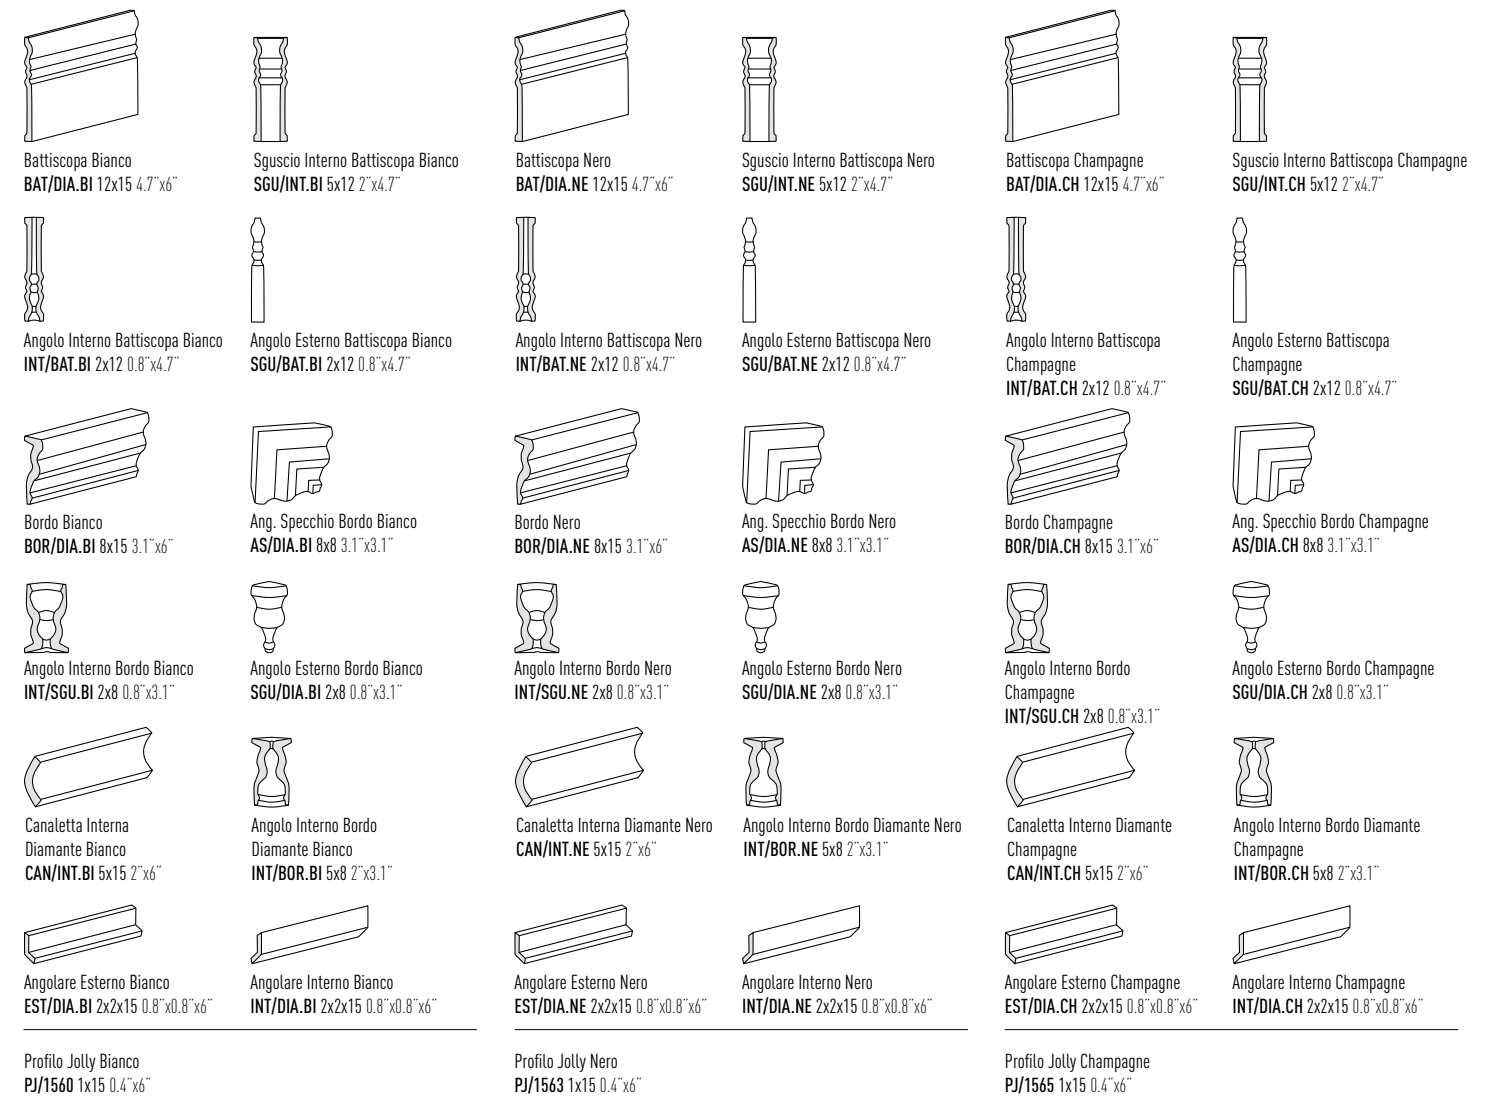 Battiscopa Bianco
BAT/DIA.BI 12x15 4.7¨x6¨
Sguscio Interno Battiscopa Bianco
SGU/INT.BI 5x12 2¨x4.7¨
Battiscopa Nero
BAT/DIA.NE 12x15 4.7¨x6¨
Sguscio Interno Battiscopa Nero
SGU/INT.NE 5x12 2¨x4.7¨
Battiscopa Champagne
BAT/DIA.CH 12x15 4.7¨x6¨
Sguscio Interno Battiscopa Champagne
SGU/INT.CH 5x12 2¨x4.7¨
Angolo Interno Battiscopa Bianco
INT/BAT.BI 2x12 0.8¨x4.7¨
Angolo Esterno Battiscopa Bianco
SGU/BAT.BI 2x12 0.8¨x4.7¨
Angolo Interno Battiscopa Nero
INT/BAT.NE 2x12 0.8¨x4.7¨
Angolo Esterno Battiscopa Nero
SGU/BAT.NE 2x12 0.8¨x4.7¨
Angolo Interno Battiscopa
Champagne
INT/BAT.CH 2x12 0.8¨x4.7¨
Angolo Esterno Battiscopa
Champagne
SGU/BAT.CH 2x12 0.8¨x4.7¨
Bordo Bianco
BOR/DIA.BI 8x15 3.1¨x6¨
Ang. Specchio Bordo Bianco
AS/DIA.BI 8x8 3.1¨x3.1¨
Bordo Nero
BOR/DIA.NE 8x15 3.1¨x6¨
Ang. Specchio Bordo Nero
AS/DIA.NE 8x8 3.1¨x3.1¨
Bordo Champagne
BOR/DIA.CH 8x15 3.1¨x6¨
Ang. Specchio Bordo Champagne
AS/DIA.CH 8x8 3.1¨x3.1¨
Angolo Interno Bordo Bianco
INT/SGU.BI 2x8 0.8¨x3.1¨
Angolo Esterno Bordo Bianco
SGU/DIA.BI 2x8 0.8¨x3.1¨
Angolo Interno Bordo Nero
INT/SGU.NE 2x8 0.8¨x3.1¨
Angolo Esterno Bordo Nero
SGU/DIA.NE 2x8 0.8¨x3.1¨
Angolo Interno Bordo
Champagne
INT/SGU.CH 2x8 0.8¨x3.1¨
Angolo Esterno Bordo Champagne
SGU/DIA.CH 2x8 0.8¨x3.1¨
Canaletta Interna
Diamante Bianco
CAN/INT.BI 5x15 2¨x6¨
Angolo Interno Bordo
Diamante Bianco
INT/BOR.BI 5x8 2¨x3.1¨
Canaletta Interna Diamante Nero
CAN/INT.NE 5x15 2¨x6¨
Angolo Interno Bordo Diamante Nero
INT/BOR.NE 5x8 2¨x3.1¨
Canaletta Interno Diamante
Champagne
CAN/INT.CH 5x15 2¨x6¨
Angolo Interno Bordo Diamante
Champagne
INT/BOR.CH 5x8 2¨x3.1¨
Angolare Esterno Bianco
EST/DIA.BI 2x2x15 0.8¨x0.8¨x6¨
Angolare Interno Bianco
INT/DIA.BI 2x2x15 0.8¨x0.8¨x6¨
Angolare Esterno Nero
EST/DIA.NE 2x2x15 0.8¨x0.8¨x6¨
Angolare Interno Nero
INT/DIA.NE 2x2x15 0.8¨x0.8¨x6¨
Angolare Esterno Champagne
EST/DIA.CH 2x2x15 0.8¨x0.8¨x6¨
Angolare Interno Champagne
INT/DIA.CH 2x2x15 0.8¨x0.8¨x6¨
Profilo Jolly Bianco
PJ/1560 1x15 0.4¨x6¨
Profilo Jolly Nero
PJ/1563 1x15 0.4¨x6¨
Profilo Jolly Champagne
PJ/1565 1x15 0.4¨x6¨